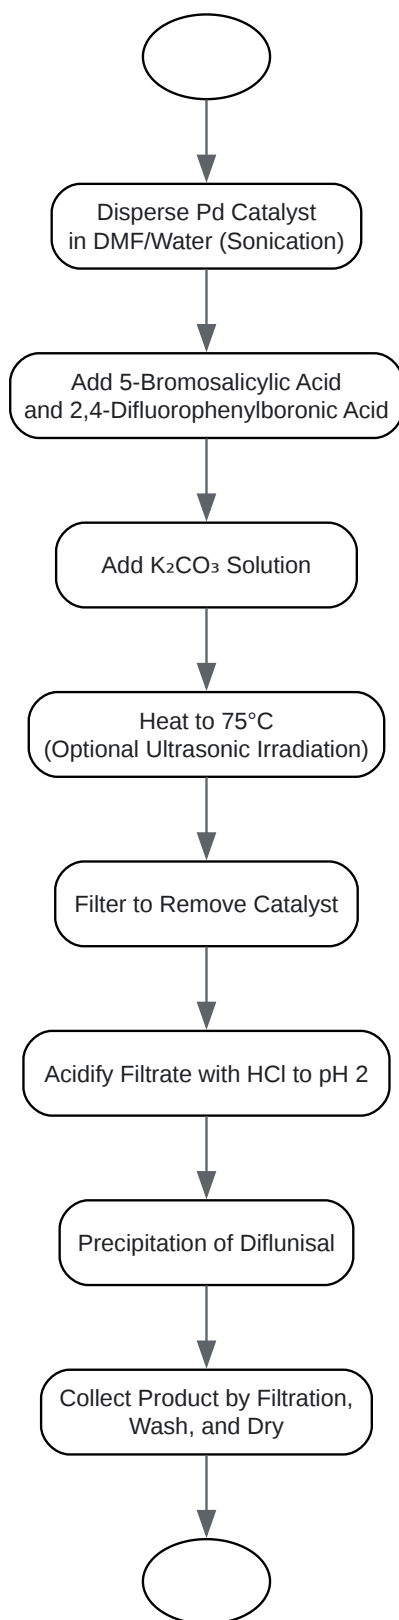 Disperse Pd Catalyst
in DMF/Water (Sonication)
Add 5-Bromosalicylic Acid
and 2,4-Difluorophenylboronic Acid
Add K₂CO₃ Solution
Heat to 75°C
(Optional Ultrasonic Irradiation)
Filter to Remove Catalyst
Acidify Filtrate with HCl to pH 2
Precipitation of Diflunisal
Collect Product by Filtration,
Wash, and Dry